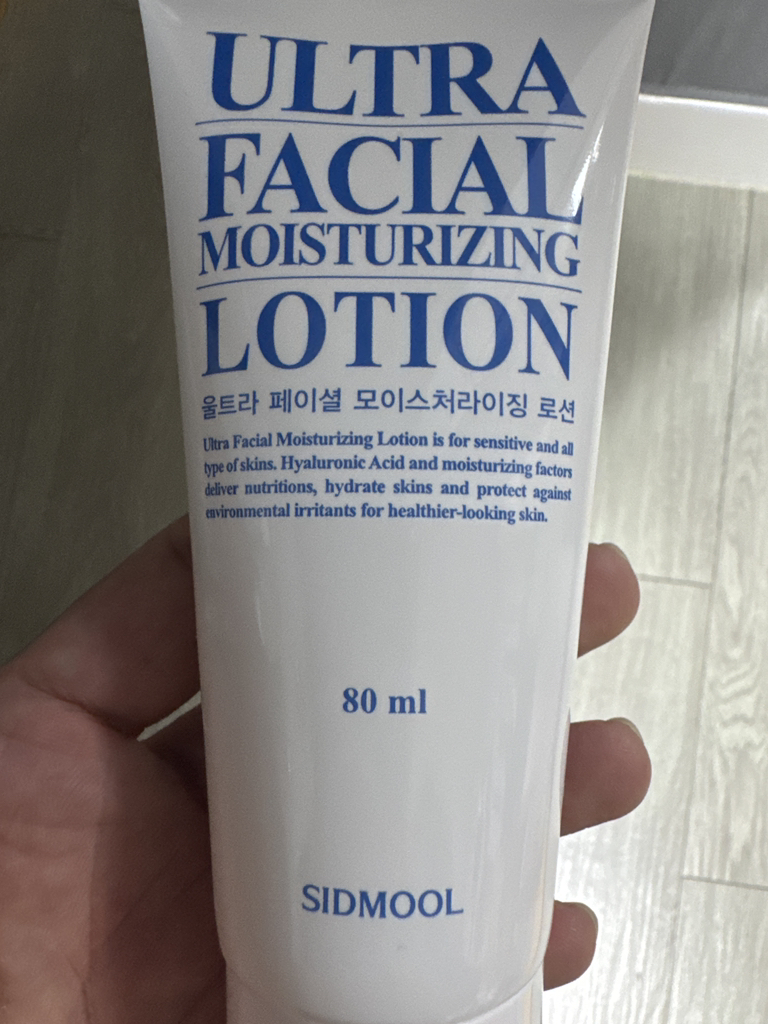 ULTRA
FACIAL
MOISTURIZING
LOTION
울트라 페이셜 모이스처라이징 로션
Ultra Facial Moisturizing Lotion is for sensitive and all
type of skins. Hyaluronic Acid and moisturizing factors
deliver nutritions, hydrate skins and protect against
environmental irritants for healthier-looking skin.
80 ml
SIDMOOL